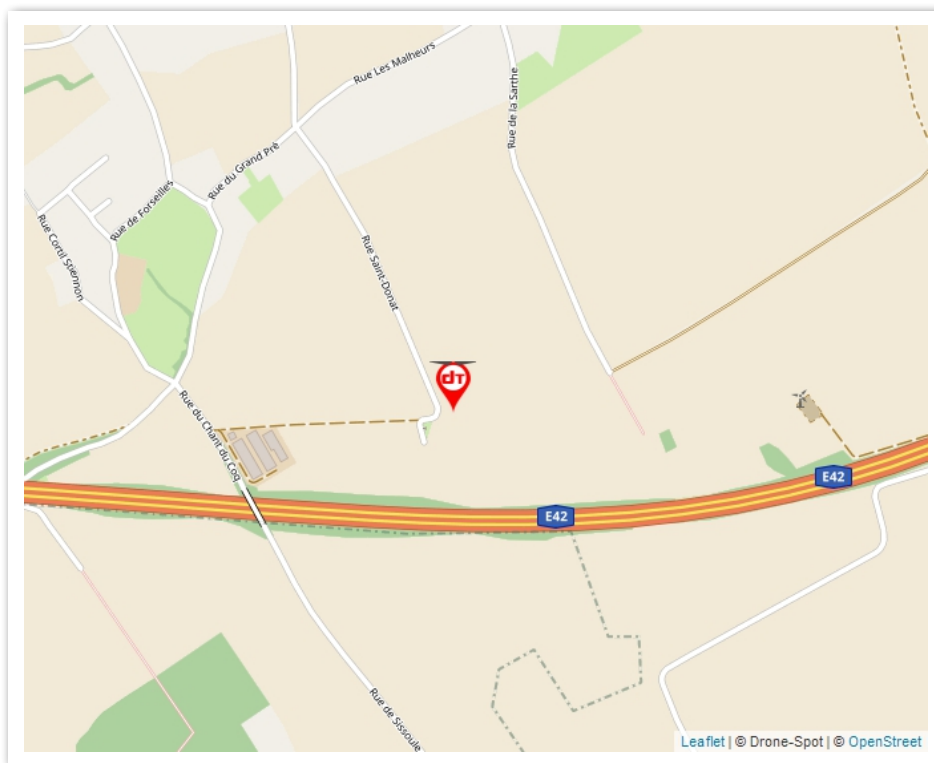 Rue Les Malheurs
Rue de la Sarthe
Rue du Grand Pré
Rue de Forseilles
Rue Cortil Stiennon
Rue Saint-Donat
dT
Rue du Chant du Coq
E42
E42
Rue de Sissoule
Leaflet | © Drone-Spot | © OpenStreet